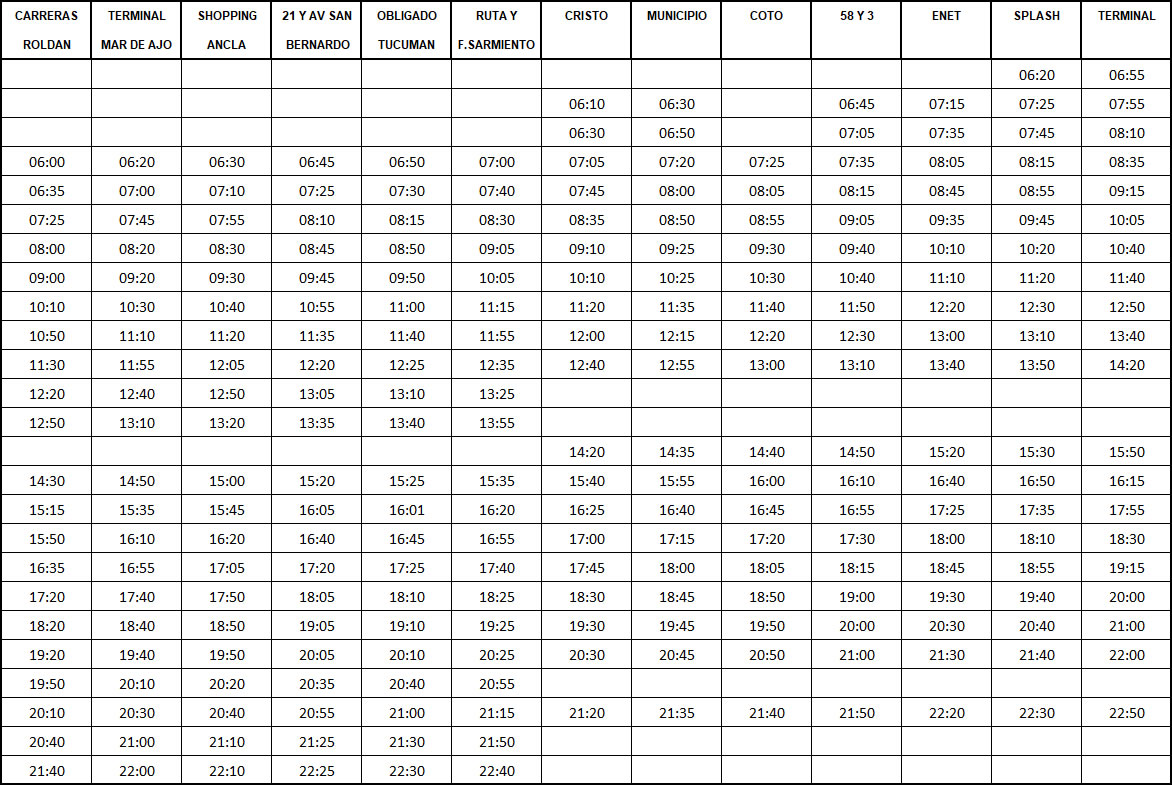 CARRERAS TERMINAL SHOPPING 21 Y AV SAN OBLIGADO RUTA Y CRISTO MUNICIPIO COTO 58 Y 3 ENET SPLASH TERMINAL
ROLDAN MAR DE AJO ANCLA BERNARDO TUCUMAN F.SARMIENTO
06:20 06:55
06:10 06:30 06:45 07:15 07:25 07:55
06:30 06:50 07:05 07:35 07:45 08:10
06:00 06:20 06:30 06:45 06:50 07:00 07:05 07:20 07:25 07:35 08:05 08:15 08:35
06:35 07:00 07:10 07:25 07:30 07:40 07:45 08:00 08:05 08:15 08:45 08:55 09:15
07:25 07:45 07:55 08:10 08:15 08:30 08:35 08:50 08:55 09:05 09:35 09:45 10:05
08:00 08:20 08:30 08:45 08:50 09:05 09:10 09:25 09:30 09:40 10:10 10:20 10:40
09:00 09:20 09:30 09:45 09:50 10:05 10:10 10:25 10:30 10:40 11:10 11:20 11:40
10:10 10:30 10:40 10:55 11:00 11:15 11:20 11:35 11:40 11:50 12:20 12:30 12:50
10:50 11:10 11:20 11:35 11:40 11:55 12:00 12:15 12:20 12:30 13:00 13:10 13:40
11:30 11:55 12:05 12:20 12:25 12:35 12:40 12:55 13:00 13:10 13:40 13:50 14:20
12:20 12:40 12:50 13:05 13:10 13:25
12:50 13:10 13:20 13:35 13:40 13:55
14:20 14:35 14:40 14:50 15:20 15:30 15:50
14:30 14:50 15:00 15:20 15:25 15:35 15:40 15:55 16:00 16:10 16:40 16:50 16:15
15:15 15:35 15:45 16:05 16:01 16:20 16:25 16:40 16:45 16:55 17:25 17:35 17:55
15:50 16:10 16:20 16:40 16:45 16:55 17:00 17:15 17:20 17:30 18:00 18:10 18:30
16:35 16:55 17:05 17:20 17:25 17:40 17:45 18:00 18:05 18:15 18:45 18:55 19:15
17:20 17:40 17:50 18:05 18:10 18:25 18:30 18:45 18:50 19:00 19:30 19:40 20:00
18:20 18:40 18:50 19:05 19:10 19:25 19:30 19:45 19:50 20:00 20:30 20:40 21:00
19:20 19:40 19:50 20:05 20:10 20:25 20:30 20:45 20:50 21:00 21:30 21:40 22:00
19:50 20:10 20:20 20:35 20:40 20:55
20:10 20:30 20:40 20:55 21:00 21:15 21:20 21:35 21:40 21:50 22:20 22:30 22:50
20:40 21:00 21:10 21:25 21:30 21:50
21:40 22:00 22:10 22:25 22:30 22:40